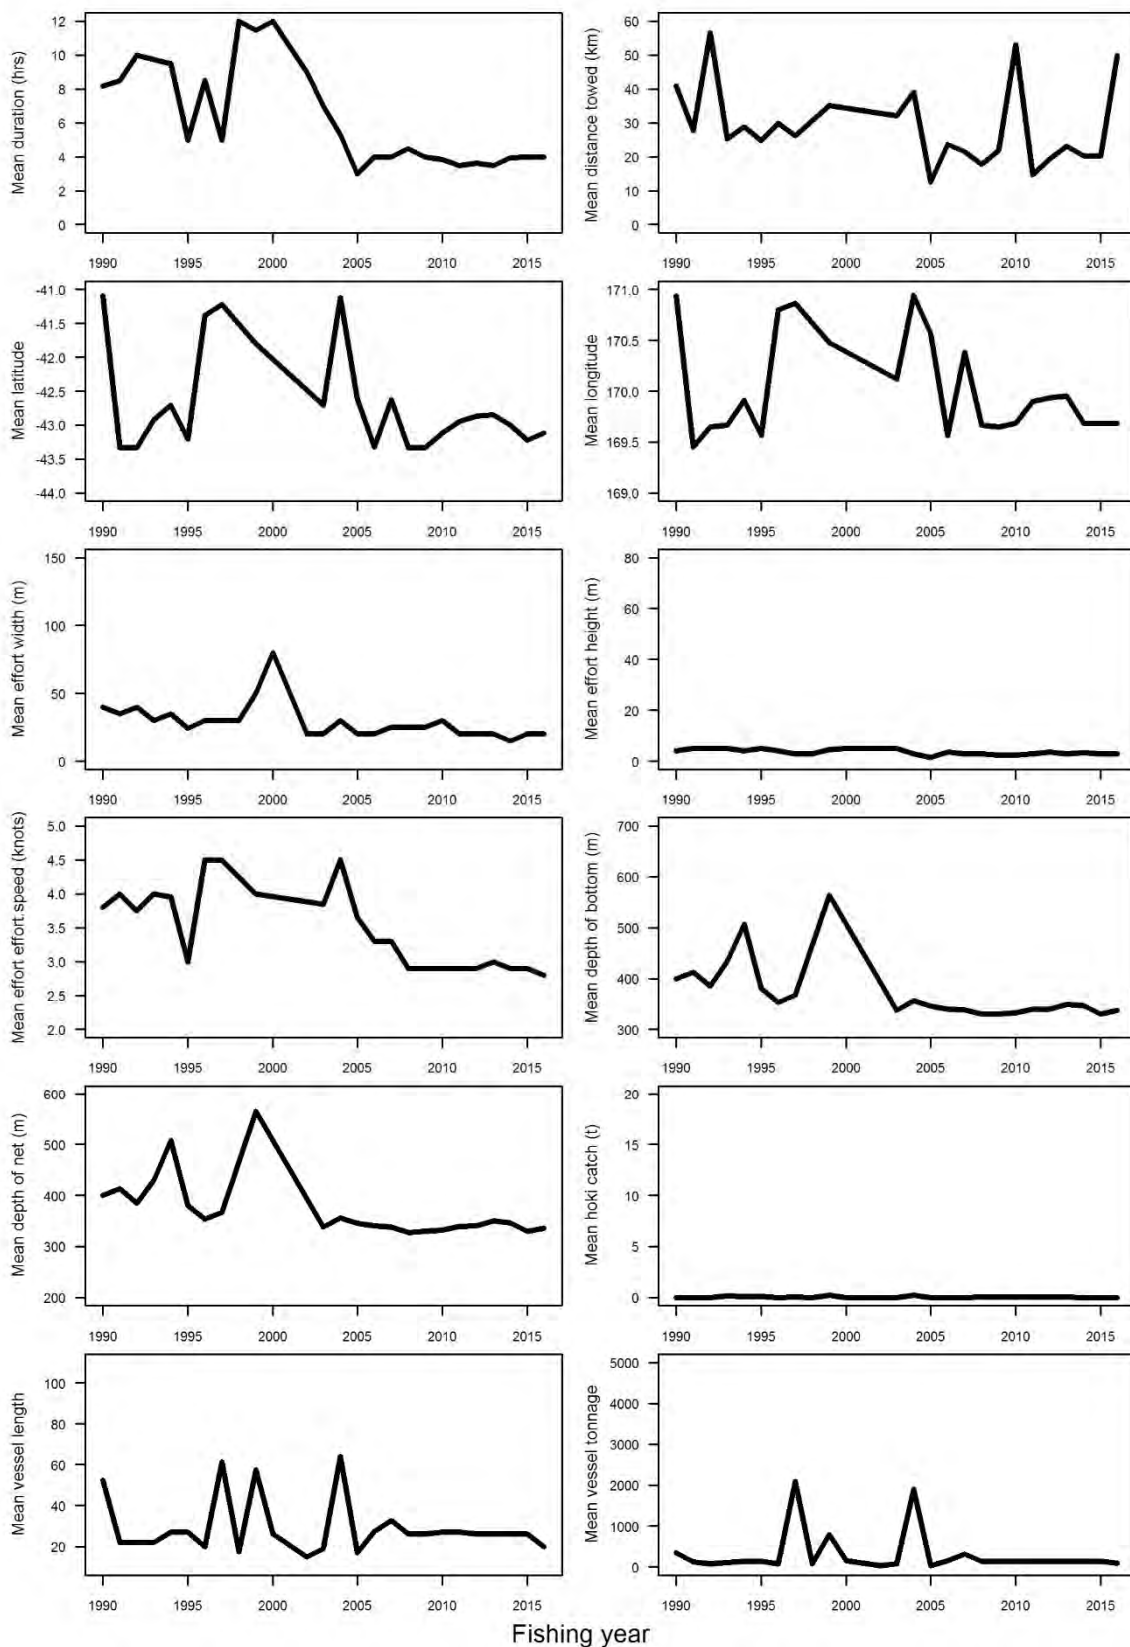 Mean duration (hrs)
12
10
8
6
4
2
0
1990 1995 2000 2005 2010 2015
Mean distance towed (km)
60
50
40
30
20
10
0
1990 1995 2000 2005 2010 2015
Mean latitude
-41.0
-41.5
-42.0
-42.5
-43.0
-43.5
-44.0
1990 1995 2000 2005 2010 2015
Mean longitude
171.0
170.5
170.0
169.5
169.0
1990 1995 2000 2005 2010 2015
Mean effort width (m)
150
100
50
0
1990 1995 2000 2005 2010 2015
Mean effort height (m)
80
60
40
20
0
1990 1995 2000 2005 2010 2015
Mean effort effort speed (knots)
5.0
4.5
4.0
3.5
3.0
2.5
2.0
1990 1995 2000 2005 2010 2015
Mean depth of bottom (m)
700
600
500
400
300
1990 1995 2000 2005 2010 2015
Mean depth of net (m)
600
500
400
300
200
1990 1995 2000 2005 2010 2015
Mean hoki catch (t)
20
15
10
5
0
1990 1995 2000 2005 2010 2015
Mean vessel length
100
80
60
40
20
1990 1995 2000 2005 2010 2015
Mean vessel tonnage
5000
4000
3000
2000
1000
0
1990 1995 2000 2005 2010 2015
Fishing year